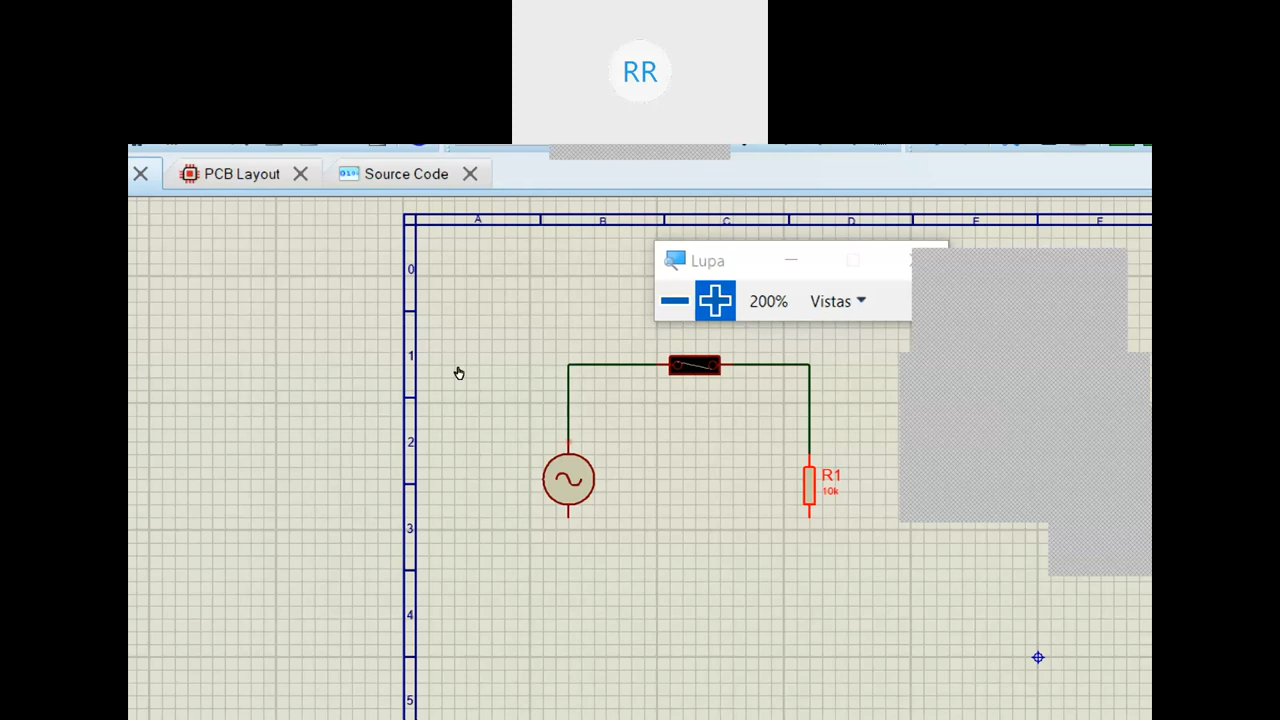 RR
PCB Layout
Source Code
A B C D E F
Lupa
200% Vistas
0
1
2
R1
10k
3
4
5